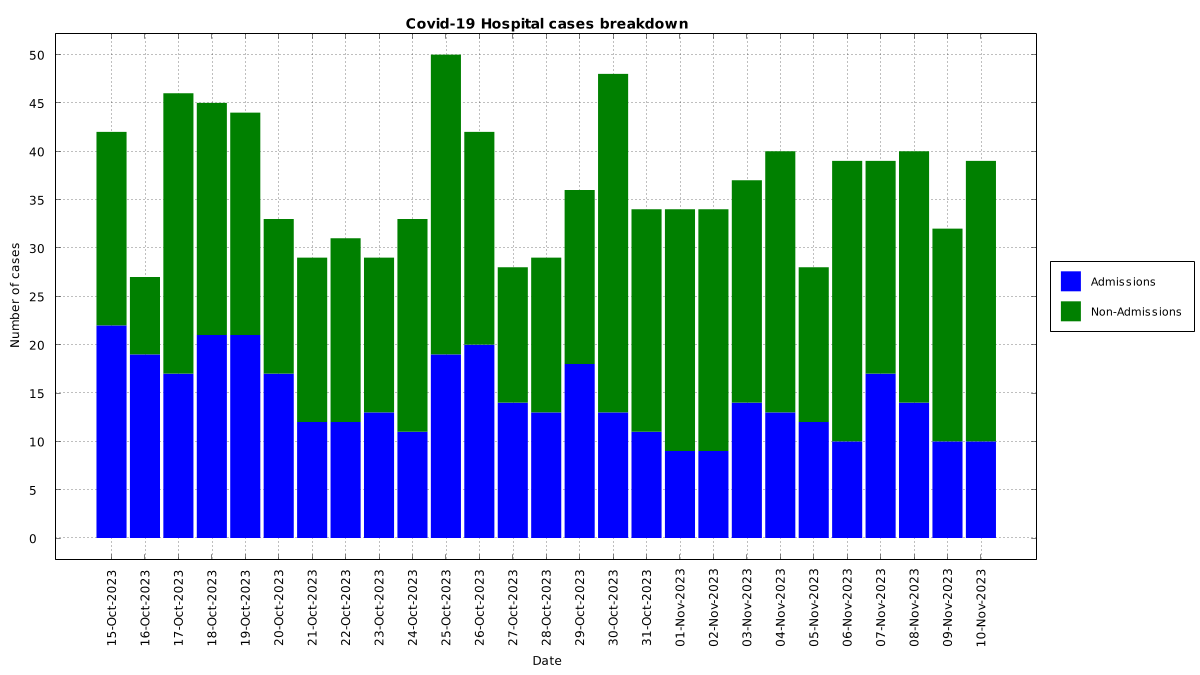 Covid-19 Hospital cases breakdown
50
45
40
35
30
25
20
15
10
5
0
Number of cases
15-Oct-2023
16-Oct-2023
17-Oct-2023
18-Oct-2023
19-Oct-2023
20-Oct-2023
21-Oct-2023
22-Oct-2023
23-Oct-2023
24-Oct-2023
25-Oct-2023
26-Oct-2023
27-Oct-2023
28-Oct-2023
29-Oct-2023
30-Oct-2023
31-Oct-2023
01-Nov-2023
02-Nov-2023
03-Nov-2023
04-Nov-2023
05-Nov-2023
06-Nov-2023
07-Nov-2023
08-Nov-2023
09-Nov-2023
10-Nov-2023
Date
Admissions
Non-Admissions